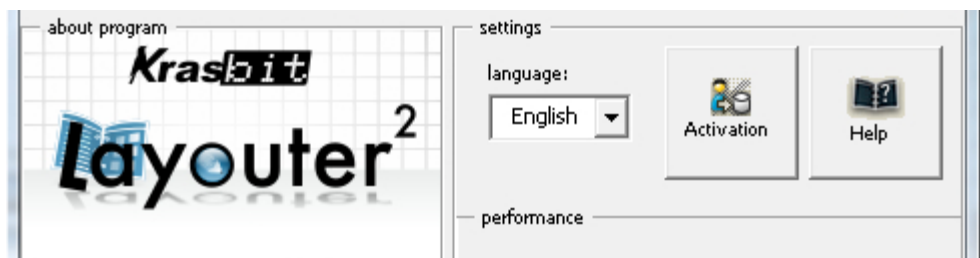 about program
Krasbit
Layouter 2
settings
language:
English
Activation
Help
performance